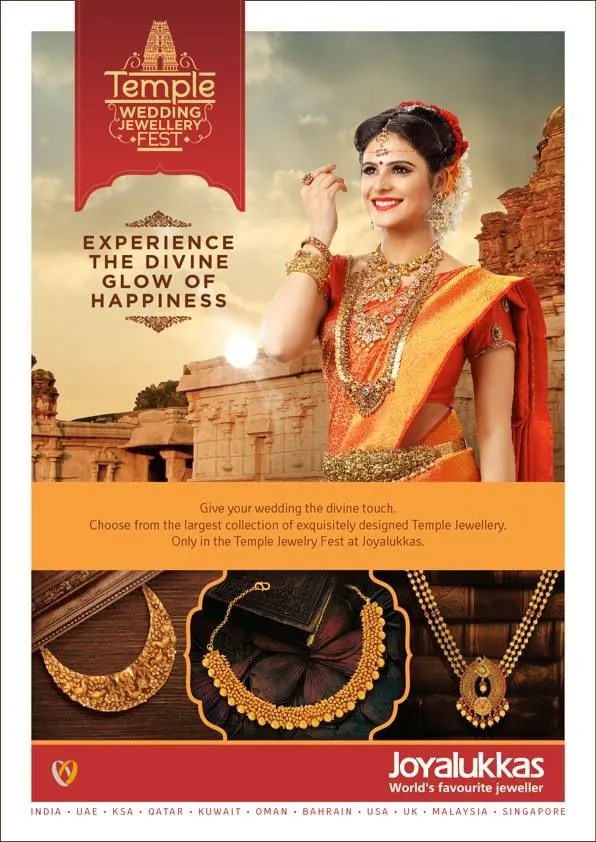 Temple
WEDDING
JEWELLERY
FEST
EXPERIENCE
THE DIVINE
GLOW OF
HAPPINESS
Give your wedding the divine touch.
Choose from the largest collection of exquisitely designed Temple Jewellery.
Only in the Temple Jewelry Fest at Joyalukkas.
Joyalukkas
World's favourite jeweller
INDIA • UAE • KSA • QATAR • KUWAIT • OMAN • BAHRAIN • USA • UK • MALAYSIA • SINGAPORE